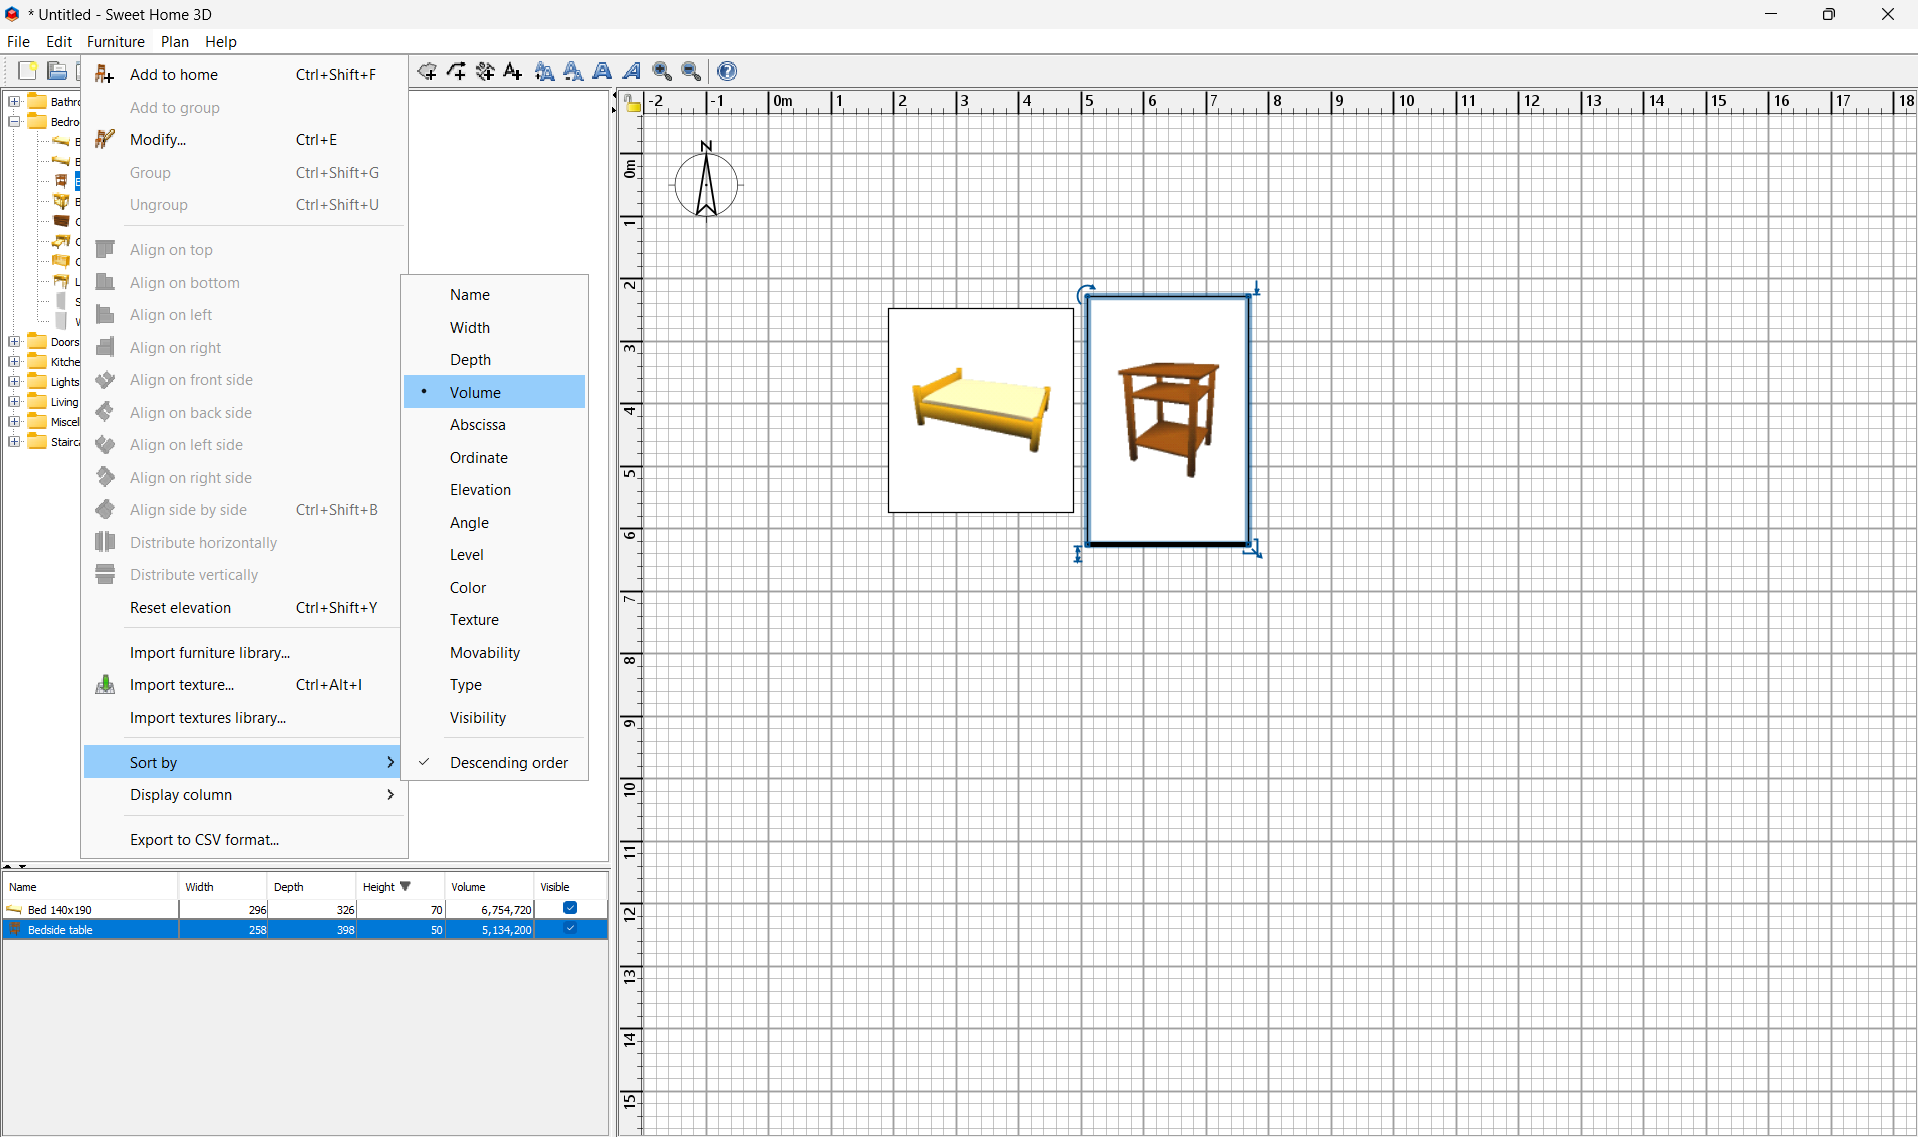 * Untitled - Sweet Home 3D
File Edit Furniture Plan Help
Add to home Ctrl+Shift+F
Add to group
Modify... Ctrl+E
Group Ctrl+Shift+G
Ungroup Ctrl+Shift+U
Align on top
Align on bottom
Align on left
Align on right
Align on front side
Align on back side
Align on left side
Align on right side
Align side by side Ctrl+Shift+B
Distribute horizontally
Distribute vertically
Reset elevation Ctrl+Shift+Y
Import furniture library...
Import texture... Ctrl+Alt+I
Import textures library...
Sort by
Display column
Export to CSV format...
Name
Width
Depth
Volume
Abscissa
Ordinate
Elevation
Angle
Level
Color
Texture
Movability
Type
Visibility
Descending order
Bathro
Bedro
Doors
Kitche
Lights
Living
Miscel
Stairca
-2 -1 0m 1 2 3 4 5 6 7 8 9 10 11 12 13 14 15 16 17 18
0m
1
2
3
4
5
6
7
8
9
10
11
12
13
14
15
N
Name Width Depth Height Volume Visible
Bed 140x190 296 326 70 6,754,720
Bedside table 258 398 50 5,134,200